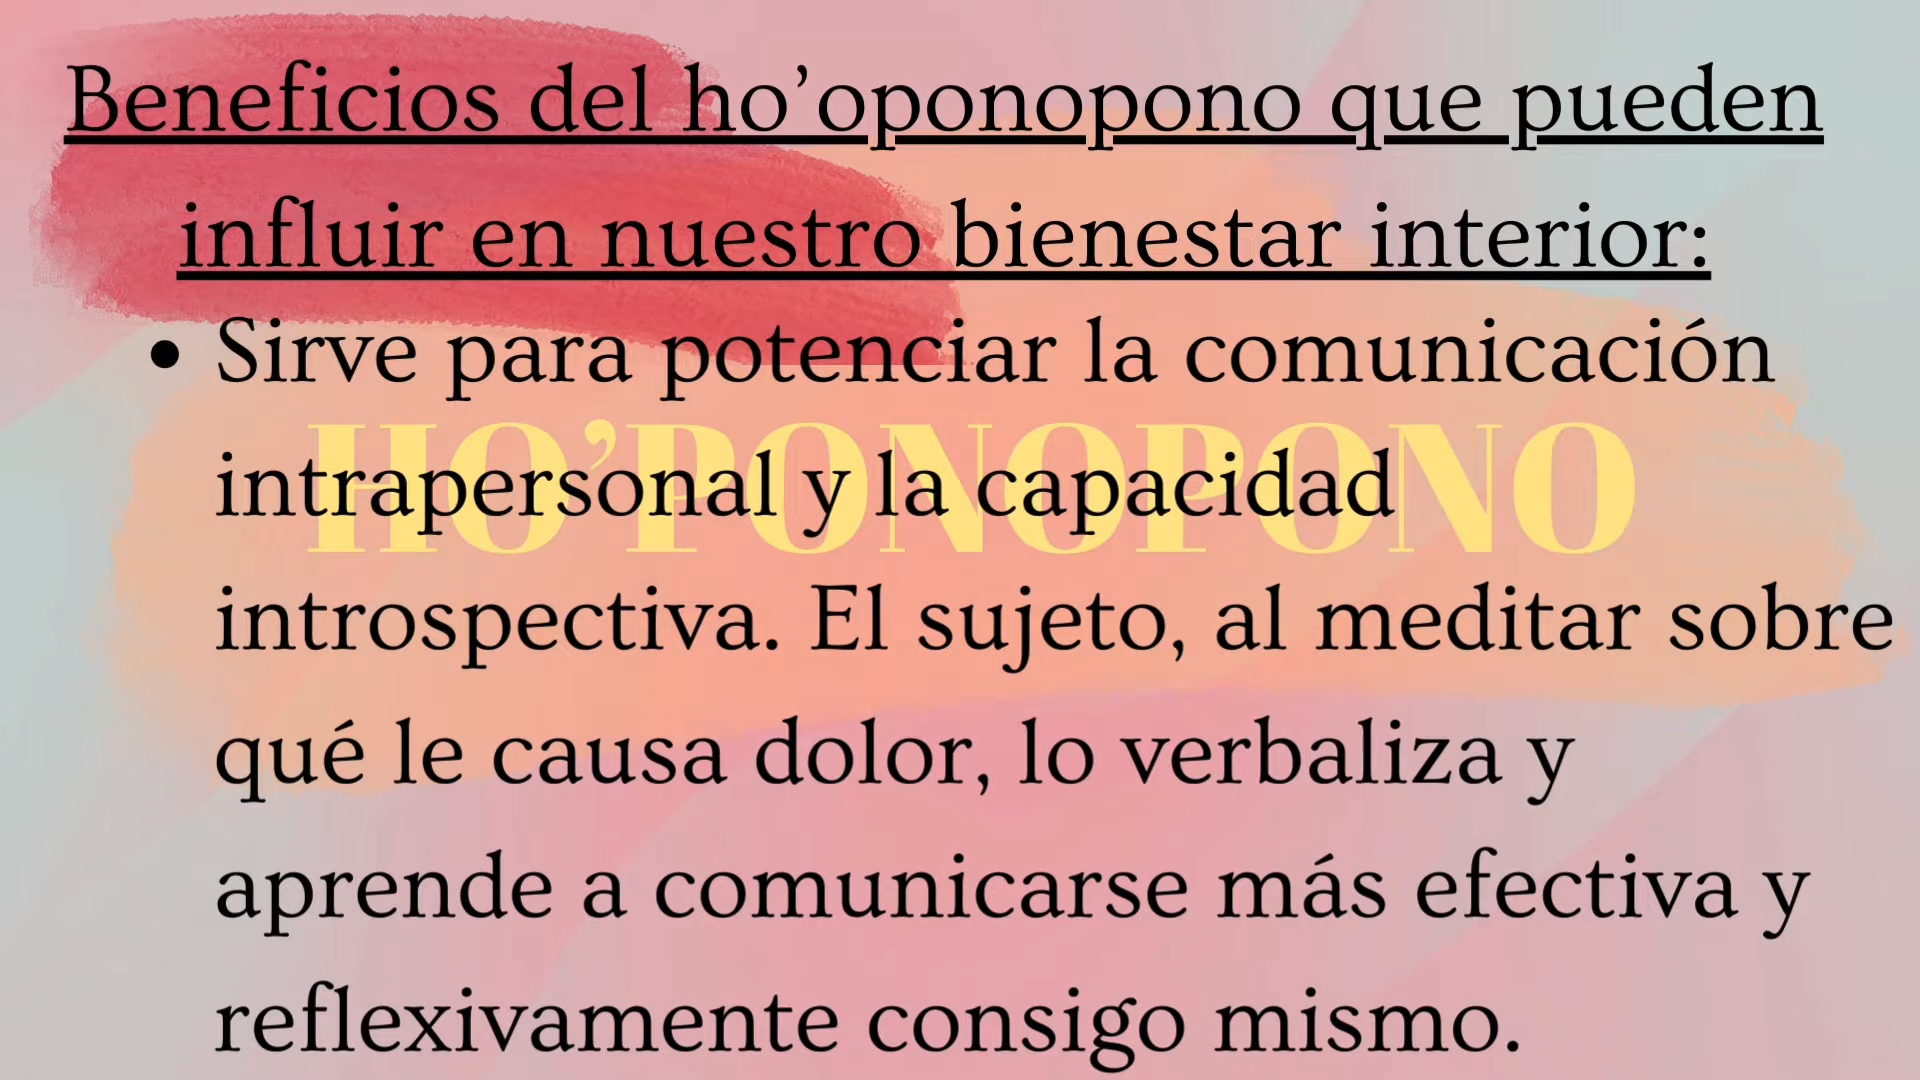 Beneficios del ho’oponopono que pueden
influir en nuestro bienestar interior:
• Sirve para potenciar la comunicación
HO’PONOPONO
intrapersonal y la capacidad
introspectiva. El sujeto, al meditar sobre
qué le causa dolor, lo verbaliza y
aprende a comunicarse más efectiva y
reflexivamente consigo mismo.